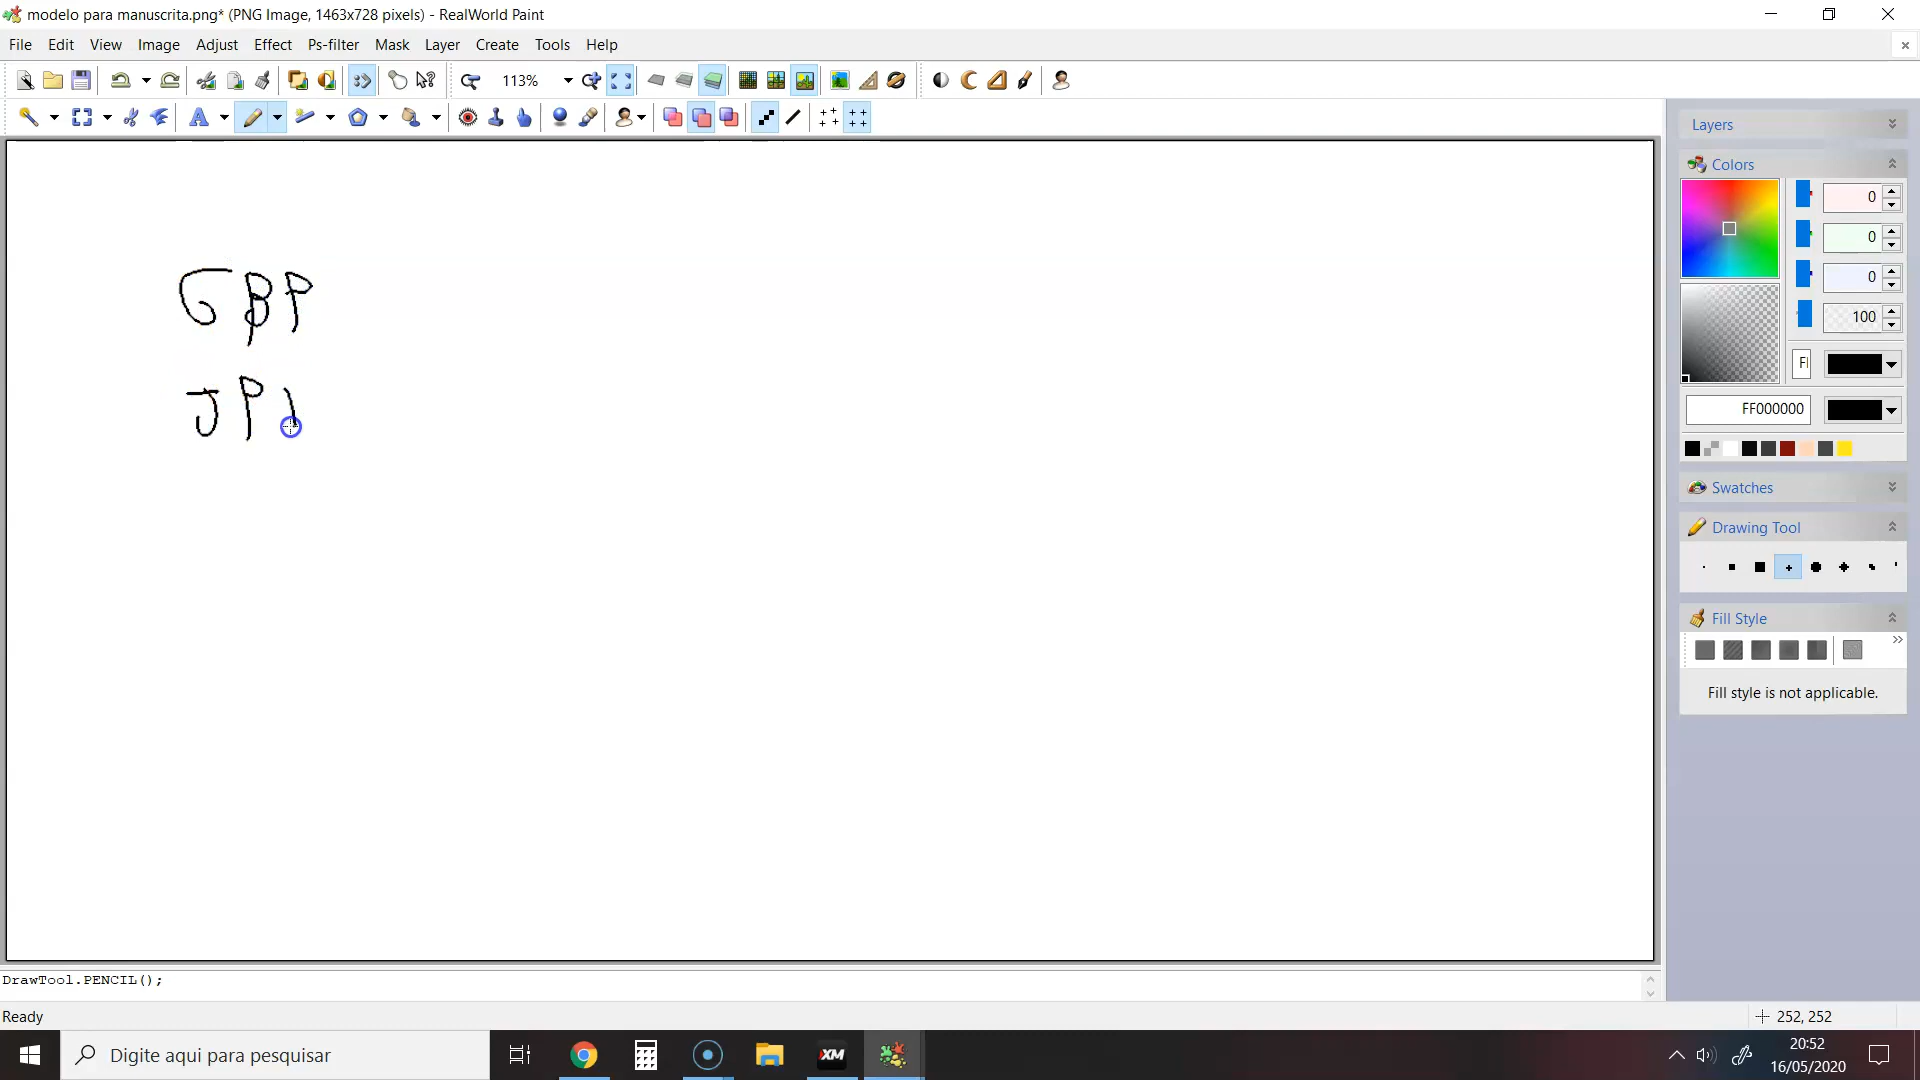 modelo para manuscrita.png* (PNG Image, 1463x728 pixels) - RealWorld Paint
File Edit View Image Adjust Effect Ps-filter Mask Layer Create Tools Help
113%
Layers
Colors
0
0
0
100
FF000000
Swatches
Drawing Tool
Fill Style
Fill style is not applicable.
GBP
JP
DrawTool.PENCIL();
Ready
252, 252
Digite aqui para pesquisar
XM
20:52
16/05/2020